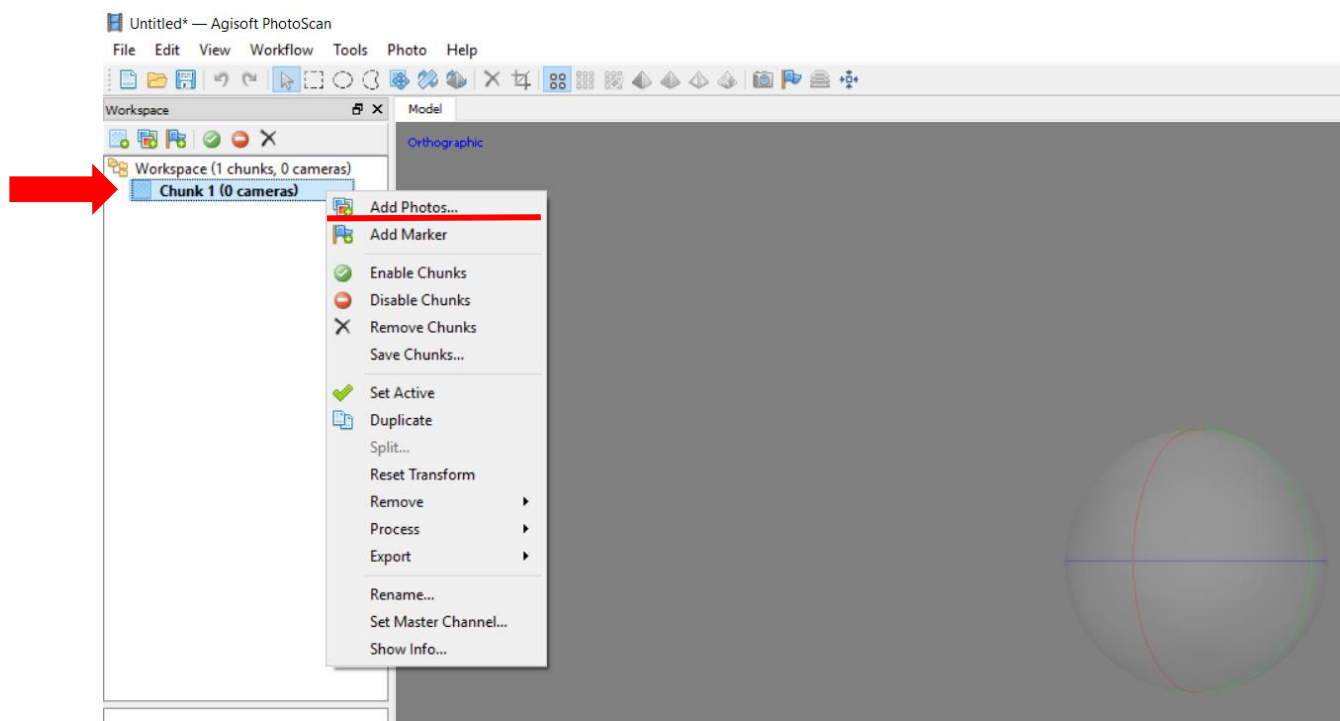 Untitled* — Agisoft PhotoScan
File Edit View Workflow Tools Photo Help
Workspace
Model
Orthographic
Workspace (1 chunks, 0 cameras)
Chunk 1 (0 cameras)
Add Photos...
Add Marker
Enable Chunks
Disable Chunks
Remove Chunks
Save Chunks...
Set Active
Duplicate
Split...
Reset Transform
Remove
Process
Export
Rename...
Set Master Channel...
Show Info...